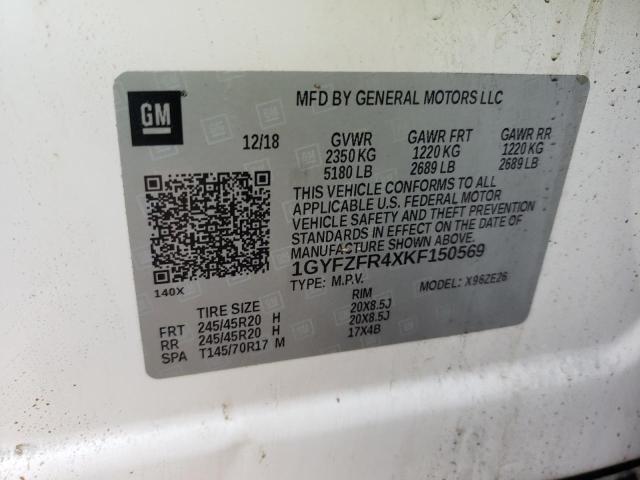 GM
MFD BY GENERAL MOTORS LLC
12/18 GVWR GAWR FRT GAWR RR
2350 KG 1220 KG 1220 KG
5180 LB 2689 LB 2689 LB
THIS VEHICLE CONFORMS TO ALL
APPLICABLE U.S. FEDERAL MOTOR
VEHICLE SAFETY AND THEFT PREVENTION
STANDARDS IN EFFECT ON THE DATE OF
MANUFACTURE SHOWN ABOVE.
1GYFZFR4XKF150569
140X TYPE: M.P.V. MODEL: X96ZE26
TIRE SIZE RIM
FRT 245/45R20 H 20X8.5J
RR 245/45R20 H 20X8.5J
SPA T145/70R17 M 17X4B